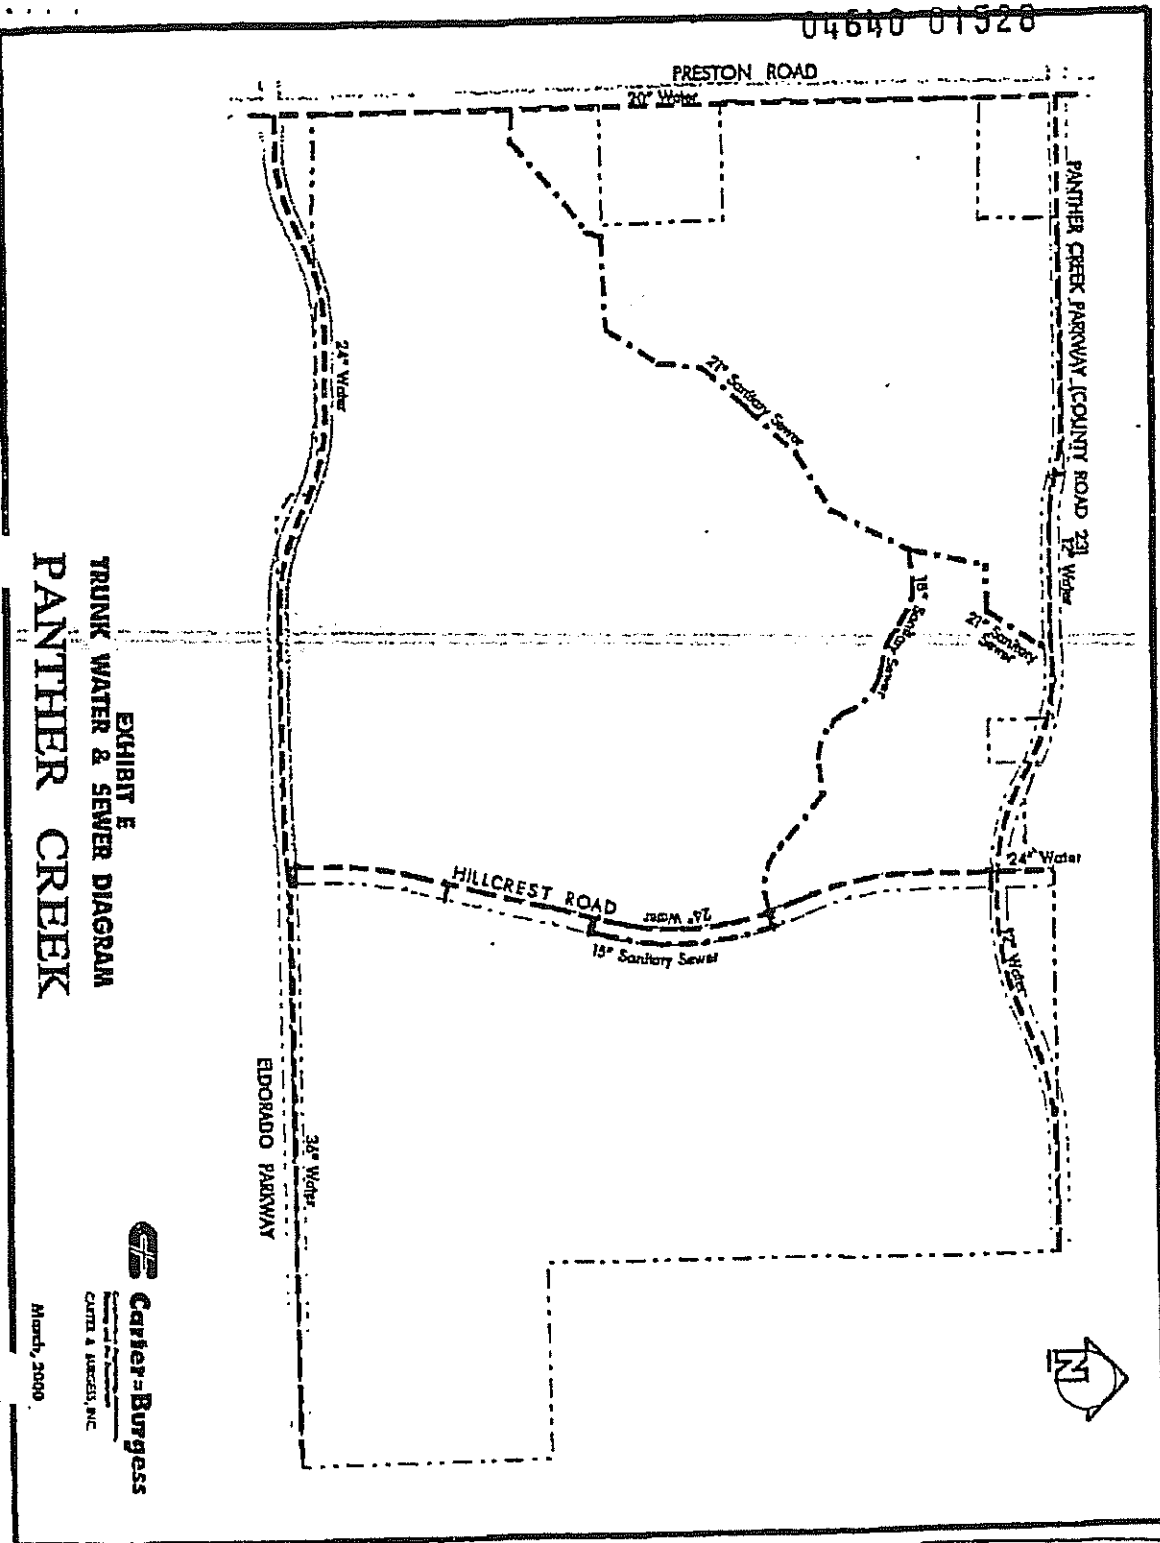 04640 01528
PRESTON ROAD
20" Water
PANTHER CREEK PARKWAY (COUNTY ROAD 23)
12" Water
24" Water
21" Sanitary Sewer
18" Sanitary Sewer
21" Sanitary
Sewer
24" Water
HILLCREST ROAD
24" Water
15" Sanitary Sewer
12" Water
36" Water
ELDORADO PARKWAY
EXHIBIT E
TRUNK WATER & SEWER DIAGRAM
PANTHER CREEK
N
Carter=Burgess
CARTER & BURGESS, INC.
March, 2000